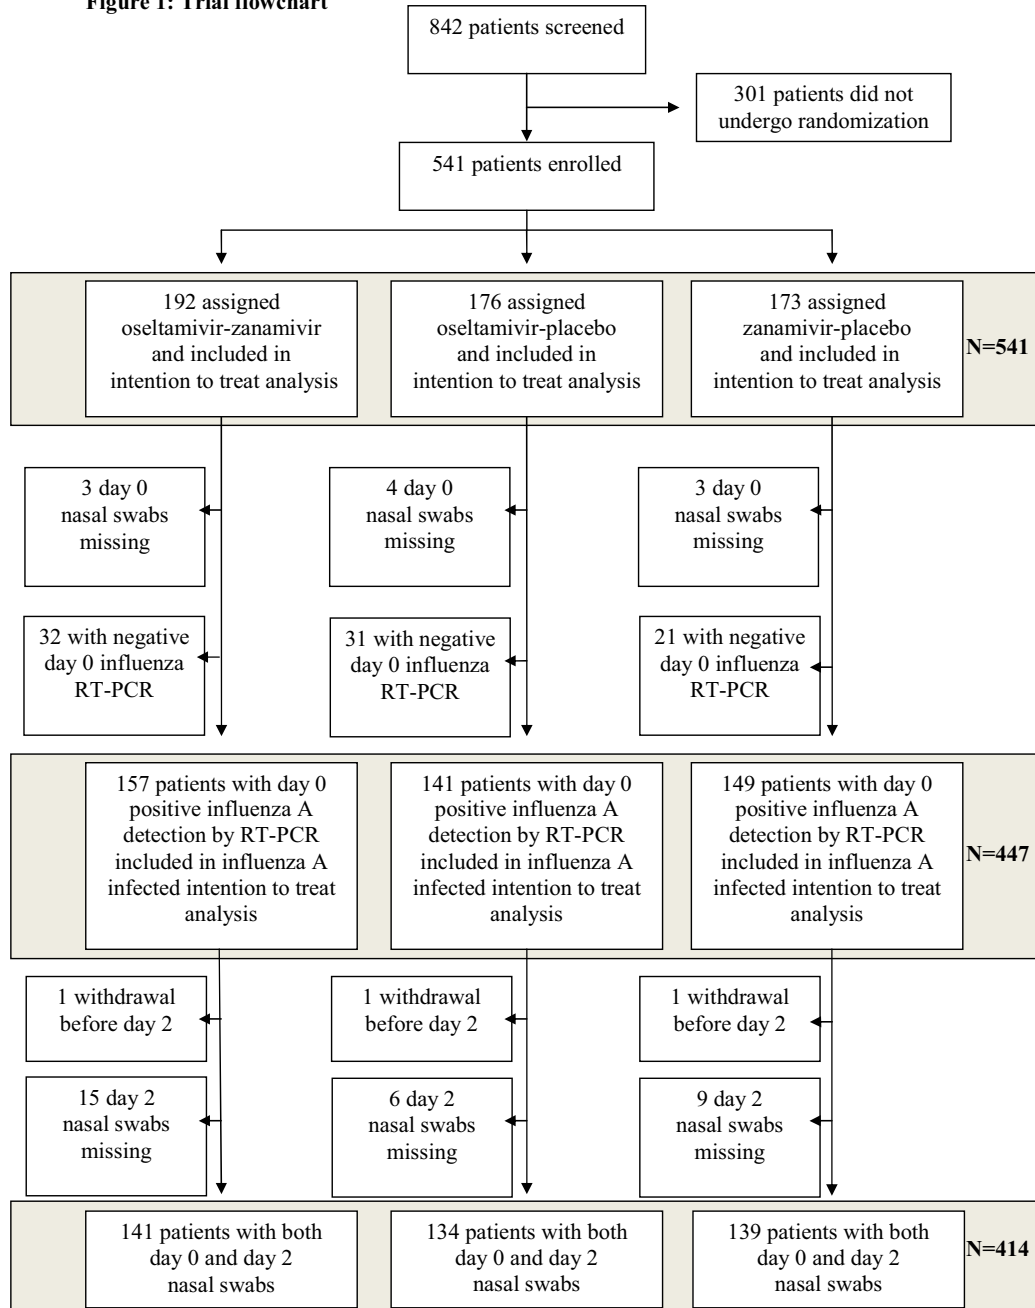 Figure 1: Trial flowchart
842 patients screened
301 patients did not
undergo randomization
541 patients enrolled
192 assigned
oseltamivir-zanamivir
and included in
intention to treat analysis
176 assigned
oseltamivir-placebo
and included in
intention to treat analysis
173 assigned
zanamivir-placebo
and included in
intention to treat analysis
N=541
3 day 0
nasal swabs
missing
4 day 0
nasal swabs
missing
3 day 0
nasal swabs
missing
32 with negative
day 0 influenza
RT-PCR
31 with negative
day 0 influenza
RT-PCR
21 with negative
day 0 influenza
RT-PCR
157 patients with day 0
positive influenza A
detection by RT-PCR
included in influenza A
infected intention to treat
analysis
141 patients with day 0
positive influenza A
detection by RT-PCR
included in influenza A
infected intention to treat
analysis
149 patients with day 0
positive influenza A
detection by RT-PCR
included in influenza A
infected intention to treat
analysis
N=447
1 withdrawal
before day 2
1 withdrawal
before day 2
1 withdrawal
before day 2
15 day 2
nasal swabs
missing
6 day 2
nasal swabs
missing
9 day 2
nasal swabs
missing
141 patients with both
day 0 and day 2
nasal swabs
134 patients with both
day 0 and day 2
nasal swabs
139 patients with both
day 0 and day 2
nasal swabs
N=414